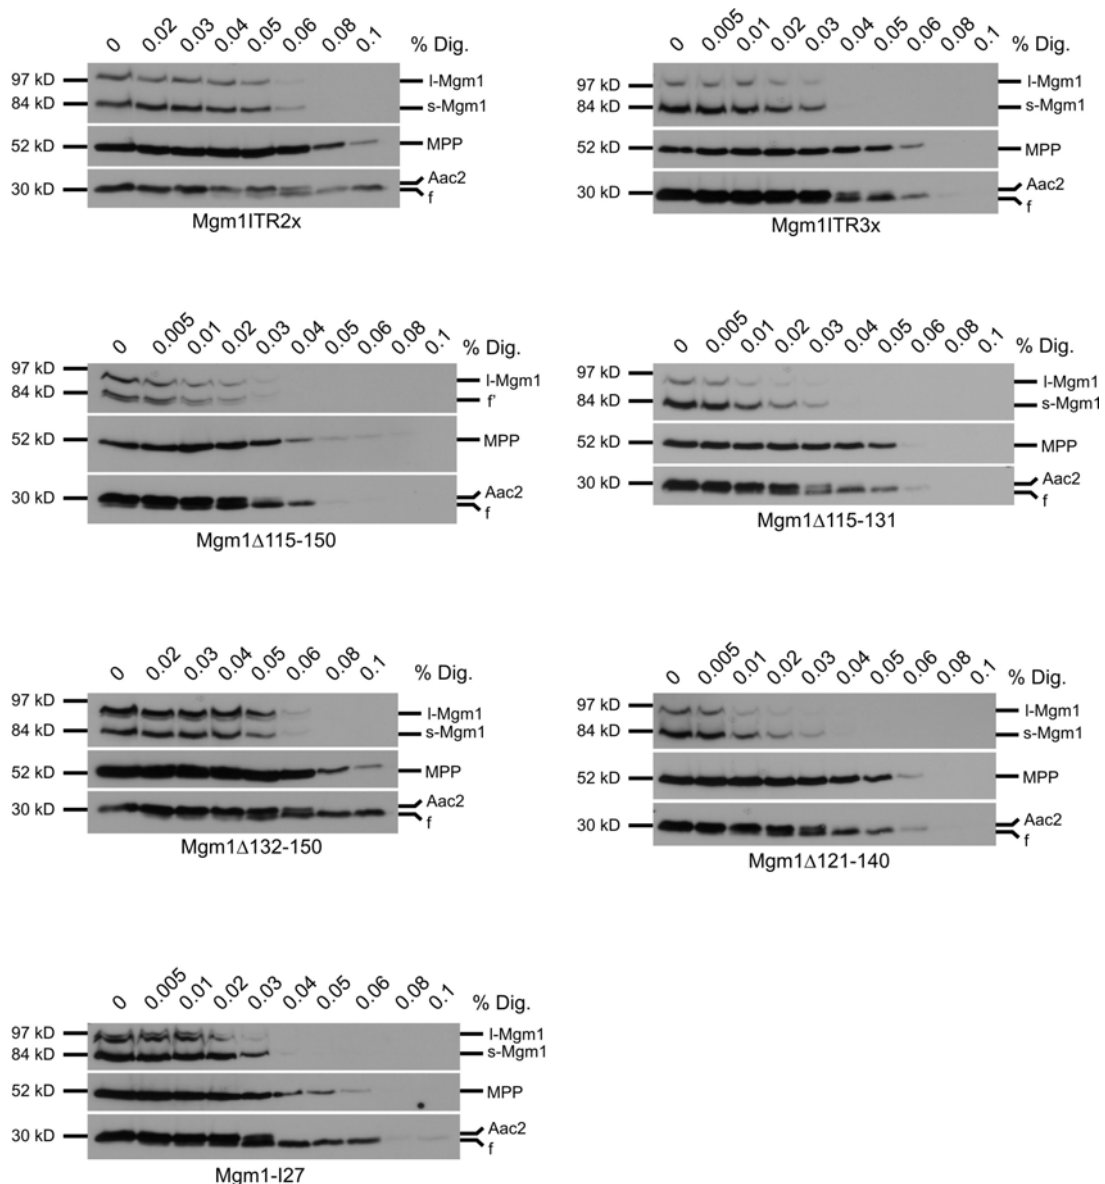 0 0.02 0.03 0.04 0.05 0.06 0.08 0.1 % Dig.
97 kD l-Mgm1
84 kD s-Mgm1
52 kD MPP
30 kD Aac2
f
Mgm1ITR2x
0 0.005 0.01 0.02 0.03 0.04 0.05 0.06 0.08 0.1 % Dig.
97 kD l-Mgm1
84 kD s-Mgm1
52 kD MPP
30 kD Aac2
f
Mgm1ITR3x
0 0.005 0.01 0.02 0.03 0.04 0.05 0.06 0.08 0.1 % Dig.
97 kD l-Mgm1
84 kD f'
52 kD MPP
30 kD Aac2
f
Mgm1Δ115-150
0 0.005 0.01 0.02 0.03 0.04 0.05 0.06 0.08 0.1 % Dig.
97 kD l-Mgm1
84 kD s-Mgm1
52 kD MPP
30 kD Aac2
f
Mgm1Δ115-131
0 0.02 0.03 0.04 0.05 0.06 0.08 0.1 % Dig.
97 kD l-Mgm1
84 kD s-Mgm1
52 kD MPP
30 kD Aac2
f
Mgm1Δ132-150
0 0.005 0.01 0.02 0.03 0.04 0.05 0.06 0.08 0.1 % Dig.
97 kD l-Mgm1
84 kD s-Mgm1
52 kD MPP
30 kD Aac2
f
Mgm1Δ121-140
0 0.005 0.01 0.02 0.03 0.04 0.05 0.06 0.08 0.1 % Dig.
97 kD l-Mgm1
84 kD s-Mgm1
52 kD MPP
30 kD Aac2
f
Mgm1-I27